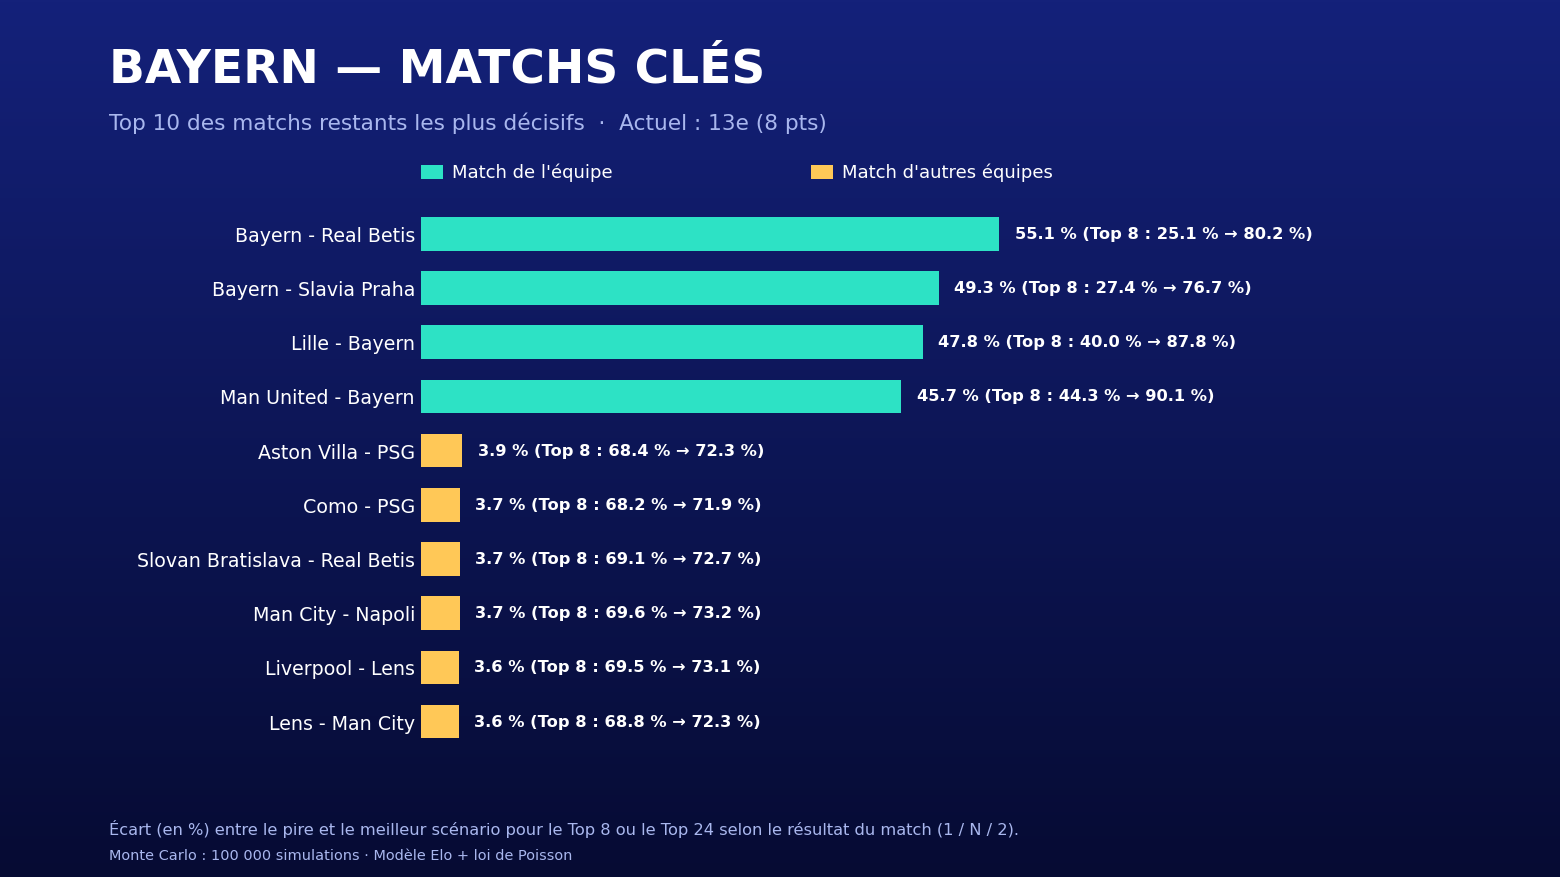 BAYERN — MATCHS CLÉS
Top 10 des matchs restants les plus décisifs · Actuel : 13e (8 pts)
Match de l'équipe
Match d'autres équipes
Bayern - Real Betis 55.1 % (Top 8 : 25.1 % → 80.2 %)
Bayern - Slavia Praha 49.3 % (Top 8 : 27.4 % → 76.7 %)
Lille - Bayern 47.8 % (Top 8 : 40.0 % → 87.8 %)
Man United - Bayern 45.7 % (Top 8 : 44.3 % → 90.1 %)
Aston Villa - PSG 3.9 % (Top 8 : 68.4 % → 72.3 %)
Como - PSG 3.7 % (Top 8 : 68.2 % → 71.9 %)
Slovan Bratislava - Real Betis 3.7 % (Top 8 : 69.1 % → 72.7 %)
Man City - Napoli 3.7 % (Top 8 : 69.6 % → 73.2 %)
Liverpool - Lens 3.6 % (Top 8 : 69.5 % → 73.1 %)
Lens - Man City 3.6 % (Top 8 : 68.8 % → 72.3 %)
Écart (en %) entre le pire et le meilleur scénario pour le Top 8 ou le Top 24 selon le résultat du match (1 / N / 2).
Monte Carlo : 100 000 simulations · Modèle Elo + loi de Poisson